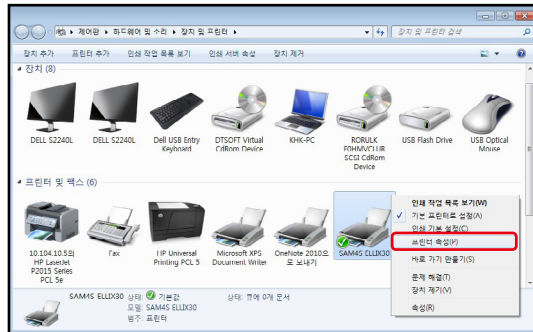 제어판 ▸ 하드웨어 및 소리 ▸ 장치 및 프린터 ▸
장치 및 프린터 검색
장치 추가 프린터 추가 인쇄 작업 목록 보기 인쇄 서버 속성 장치 제거
장치 (8)
DELL S2240L
DELL S2240L
Dell USB Entry
Keyboard
DTSOFT Virtual
CdRom Device
KHK-PC
SCSI CdRom
Device
USB Flash Drive
USB Optical
Mouse
프린터 및 팩스 (6)
10.104.10.5의
HP LaserJet
P2015 Series
PCL 5e
Fax
HP Universal
Printing PCL 5
Microsoft XPS
Document Writer
OneNote 2010으
로 보내기
SAM4S ELLIX30
인쇄 작업 목록 보기(W)
기본 프린터로 설정(A)
인쇄 기본 설정(C)
프린터 속성(P)
바로 가기 만들기(S)
문제 해결(T)
장치 제거(V)
속성(R)
SAM4S ELLIX30 상태: 기본값 상태: 큐에 0개 문서
모델: SAM4S ELLIX30
범주: 프린터